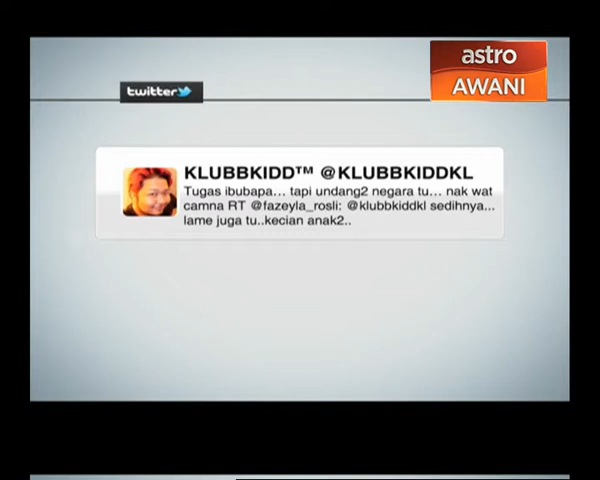 astro
AWANI
twitter
KLUBBKIDD™ @KLUBBKIDDKL
Tugas ibubapa... tapi undang2 negara tu... nak wat
camna RT @fazeyla_rosli: @klubbkiddkl sedihnya...
lame juga tu..kecian anak2..